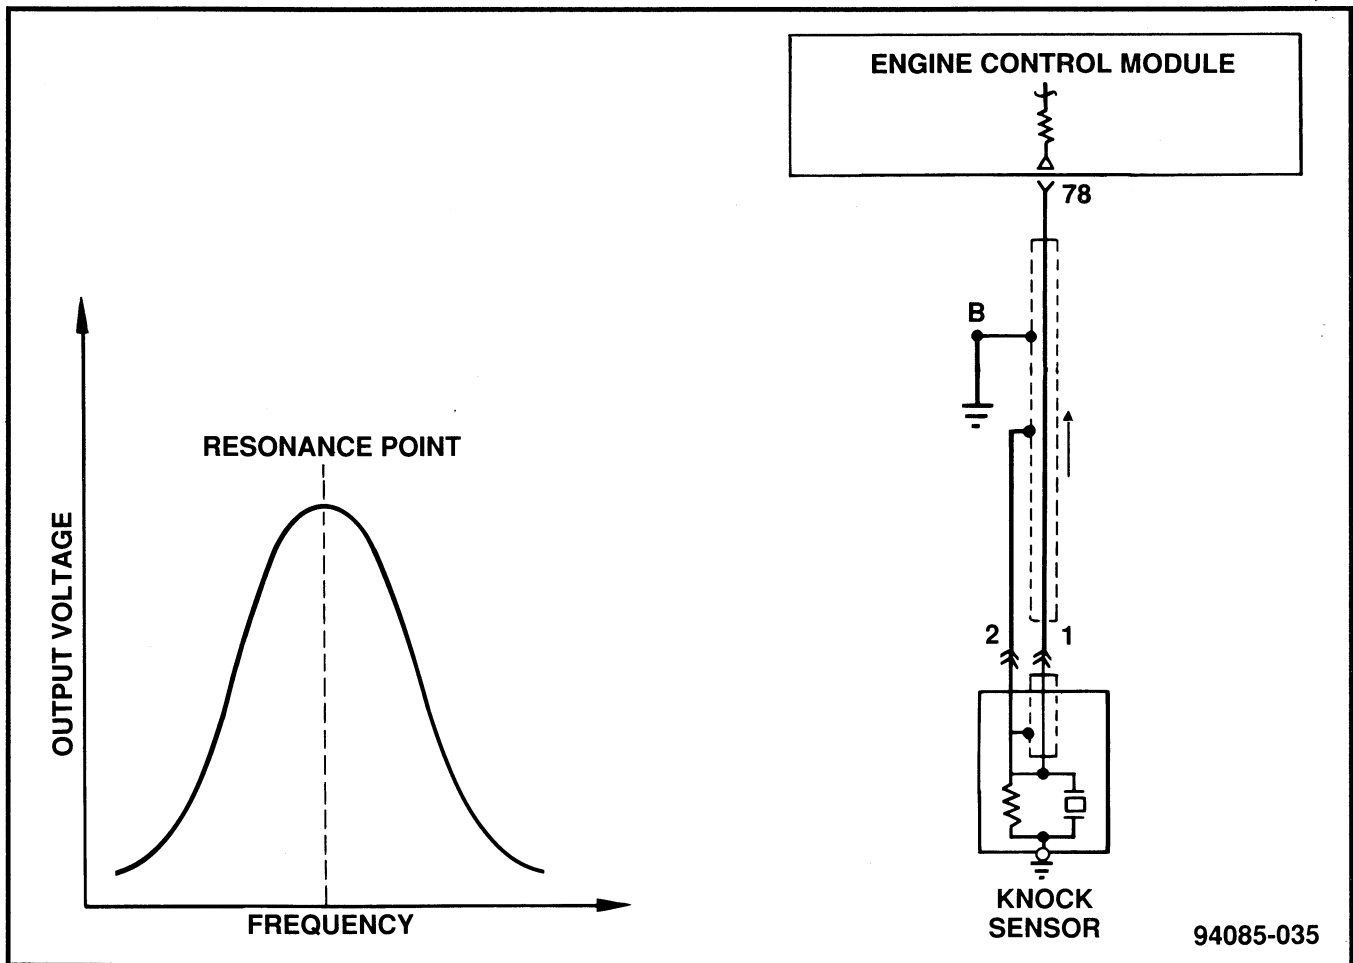 ENGINE CONTROL MODULE
78
B
RESONANCE POINT
OUTPUT VOLTAGE
2
1
FREQUENCY
KNOCK
SENSOR
94085-035